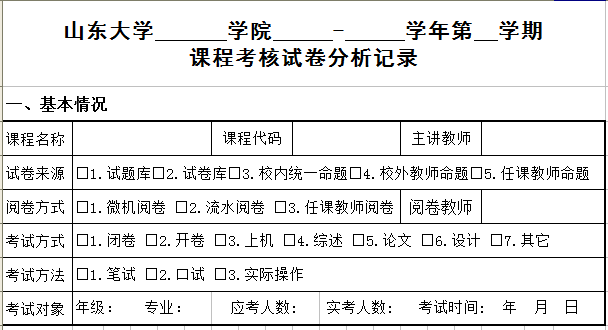 山东大学______学院_____-_____学年第__学期
课程考核试卷分析记录
一、基本情况
课程名称 课程代码 主讲教师
试卷来源 □1.试题库□2.试卷库□3.校内统一命题□4.校外教师命题□5.任课教师命题
阅卷方式 □1.微机阅卷 □2.流水阅卷 □3.任课教师阅卷 阅卷教师
考试方式 □1.闭卷 □2.开卷 □3.上机 □4.综述 □5.论文 □6.设计 □7.其它
考试方法 □1.笔试 □2.口试 □3.实际操作
考试对象 年级: 专业: 应考人数: 实考人数: 考试时间: 年 月 日